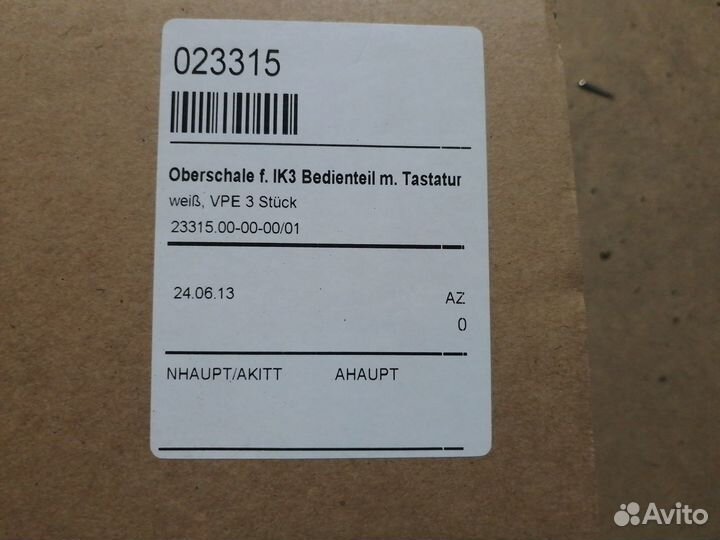 023315
Oberschale f. IK3 Bedienteil m. Tastatur
weiß, VPE 3 Stück
23315.00-00-00/01
24.06.13 AZ
0
NHAUPT/AKITT AHAUPT
Avito